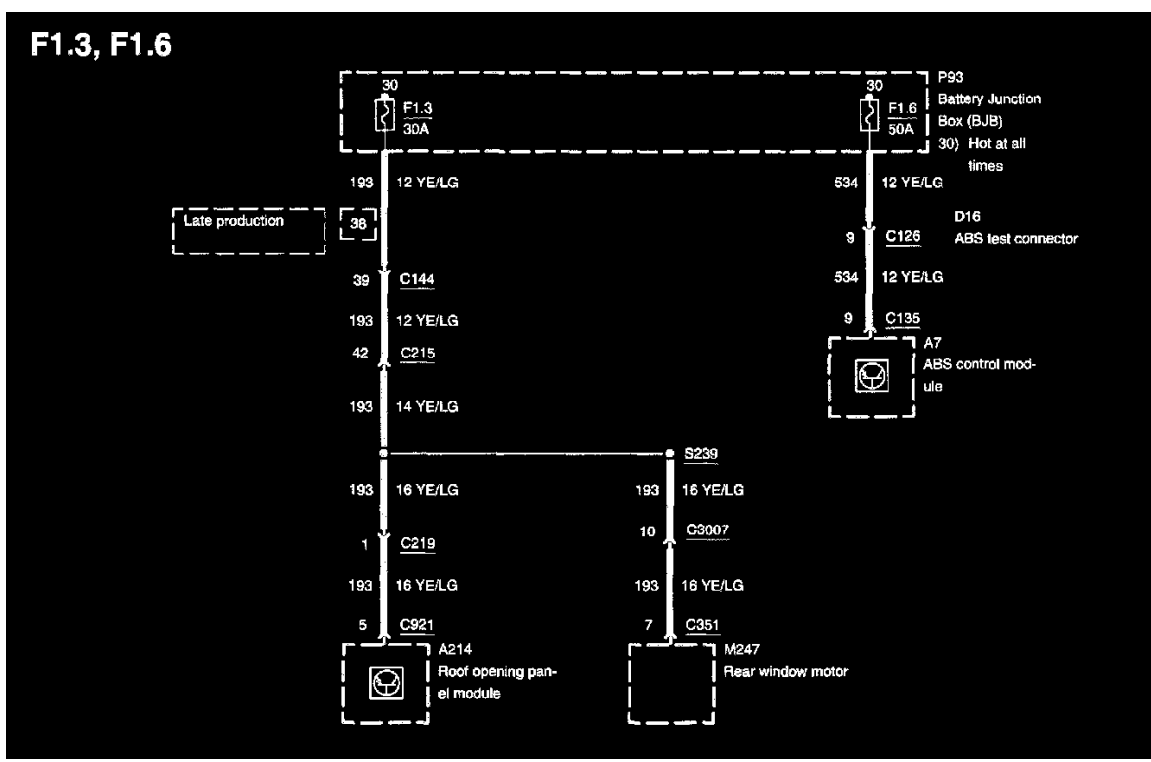 F1.3, F1.6
30
F1.3
30A
30
F1.6
50A
P93
Battery Junction
Box (BJB)
30) Hot at all
times
193 12 YE/LG
534 12 YE/LG
Late production
38
D16
9 C126 ABS test connector
39 C144
534 12 YE/LG
193 12 YE/LG
9 C135
42 C215
A7
ABS control mod-
ule
193 14 YE/LG
S239
193 16 YE/LG
193 16 YE/LG
1 C219
10 C3007
193 16 YE/LG
193 16 YE/LG
5 C921
7 C351
A214
Roof opening pan-
el module
M247
Rear window motor